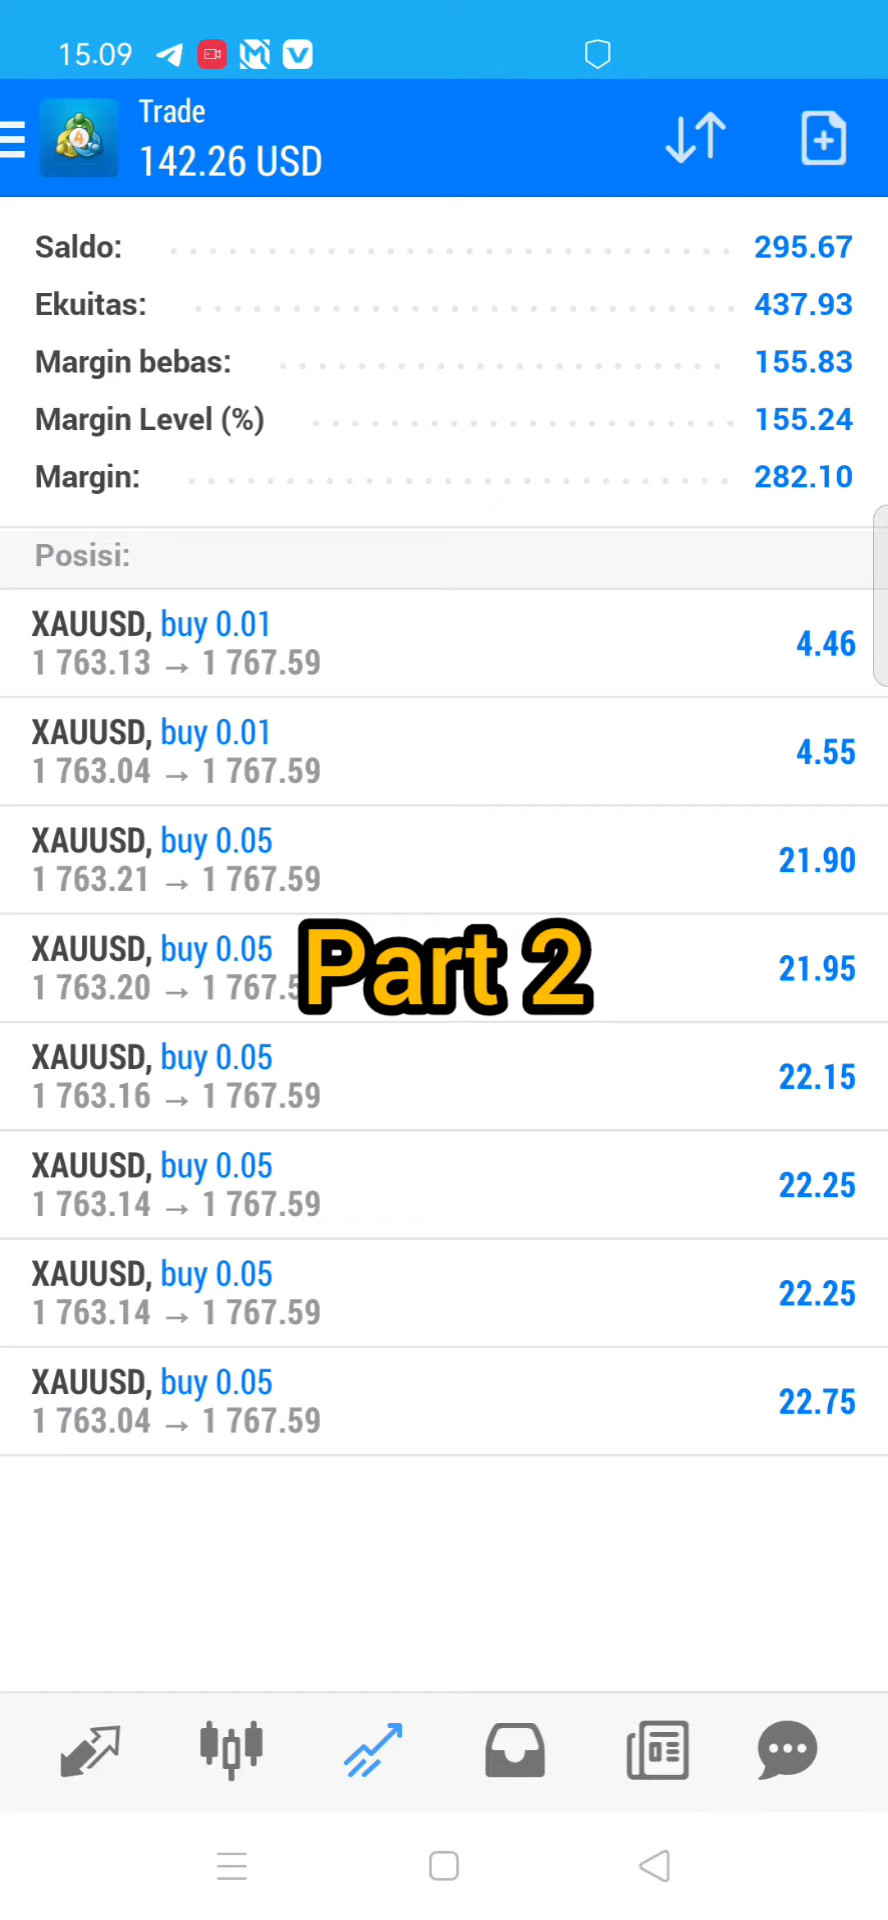 15.09
Trade
142.26 USD
Saldo: 295.67
Ekuitas: 437.93
Margin bebas: 155.83
Margin Level (%) 155.24
Margin: 282.10
Posisi:
XAUUSD, buy 0.01
1 763.13 → 1 767.59 4.46
XAUUSD, buy 0.01
1 763.04 → 1 767.59 4.55
XAUUSD, buy 0.05
1 763.21 → 1 767.59 21.90
XAUUSD, buy 0.05
1 763.20 → 1 767.5 21.95
Part 2
XAUUSD, buy 0.05
1 763.16 → 1 767.59 22.15
XAUUSD, buy 0.05
1 763.14 → 1 767.59 22.25
XAUUSD, buy 0.05
1 763.14 → 1 767.59 22.25
XAUUSD, buy 0.05
1 763.04 → 1 767.59 22.75